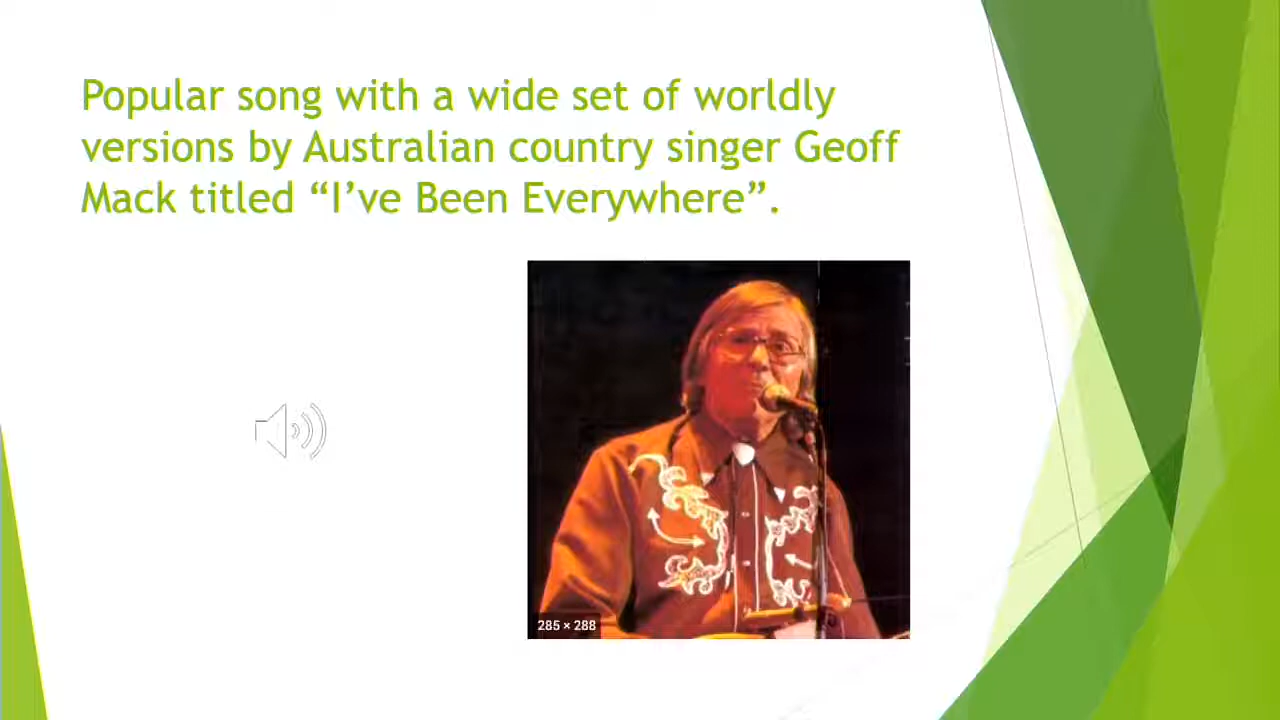 Popular song with a wide set of worldly
versions by Australian country singer Geoff
Mack titled “I’ve Been Everywhere”.
285 × 288